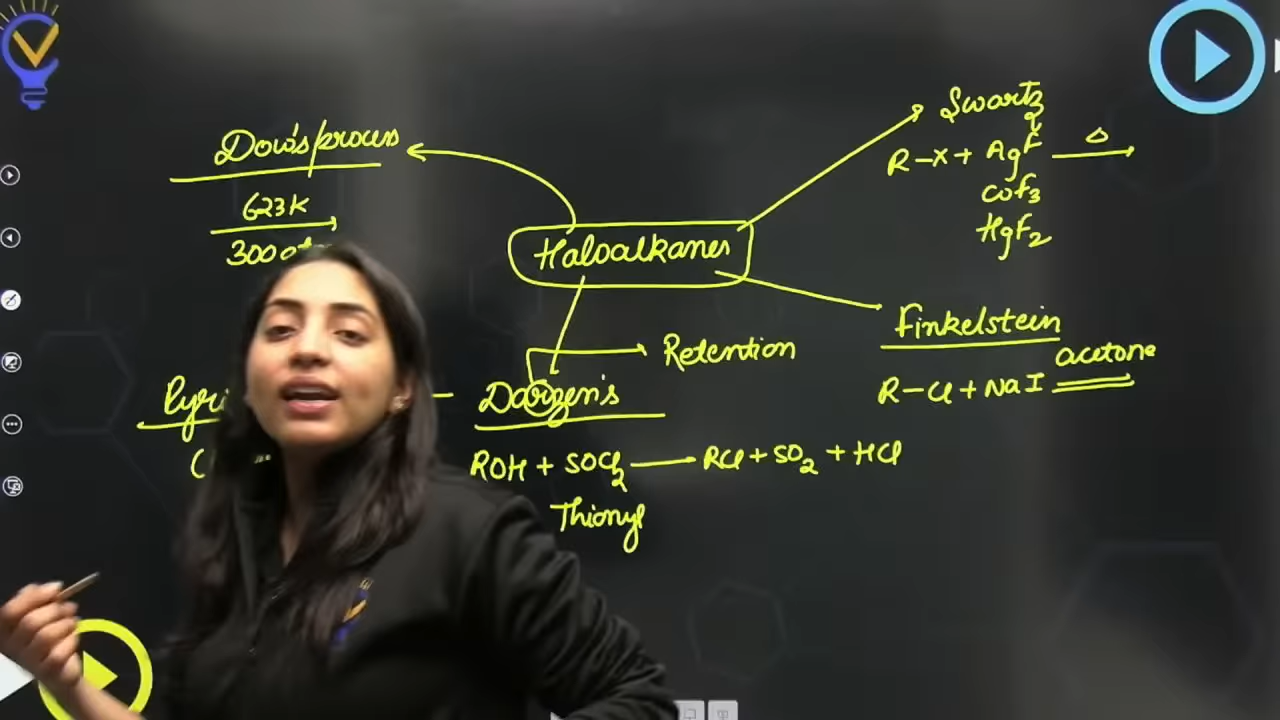 Dow's process
623K
300 atm
Haloalkanes
Swartz
R-X + AgF Δ
CoF3
Hg2F2
Finkelstein
acetone
R-Cl + NaI
Retention
Darzen's
ROH + SOCl2 → RCl + SO2 + HCl
Thionyl